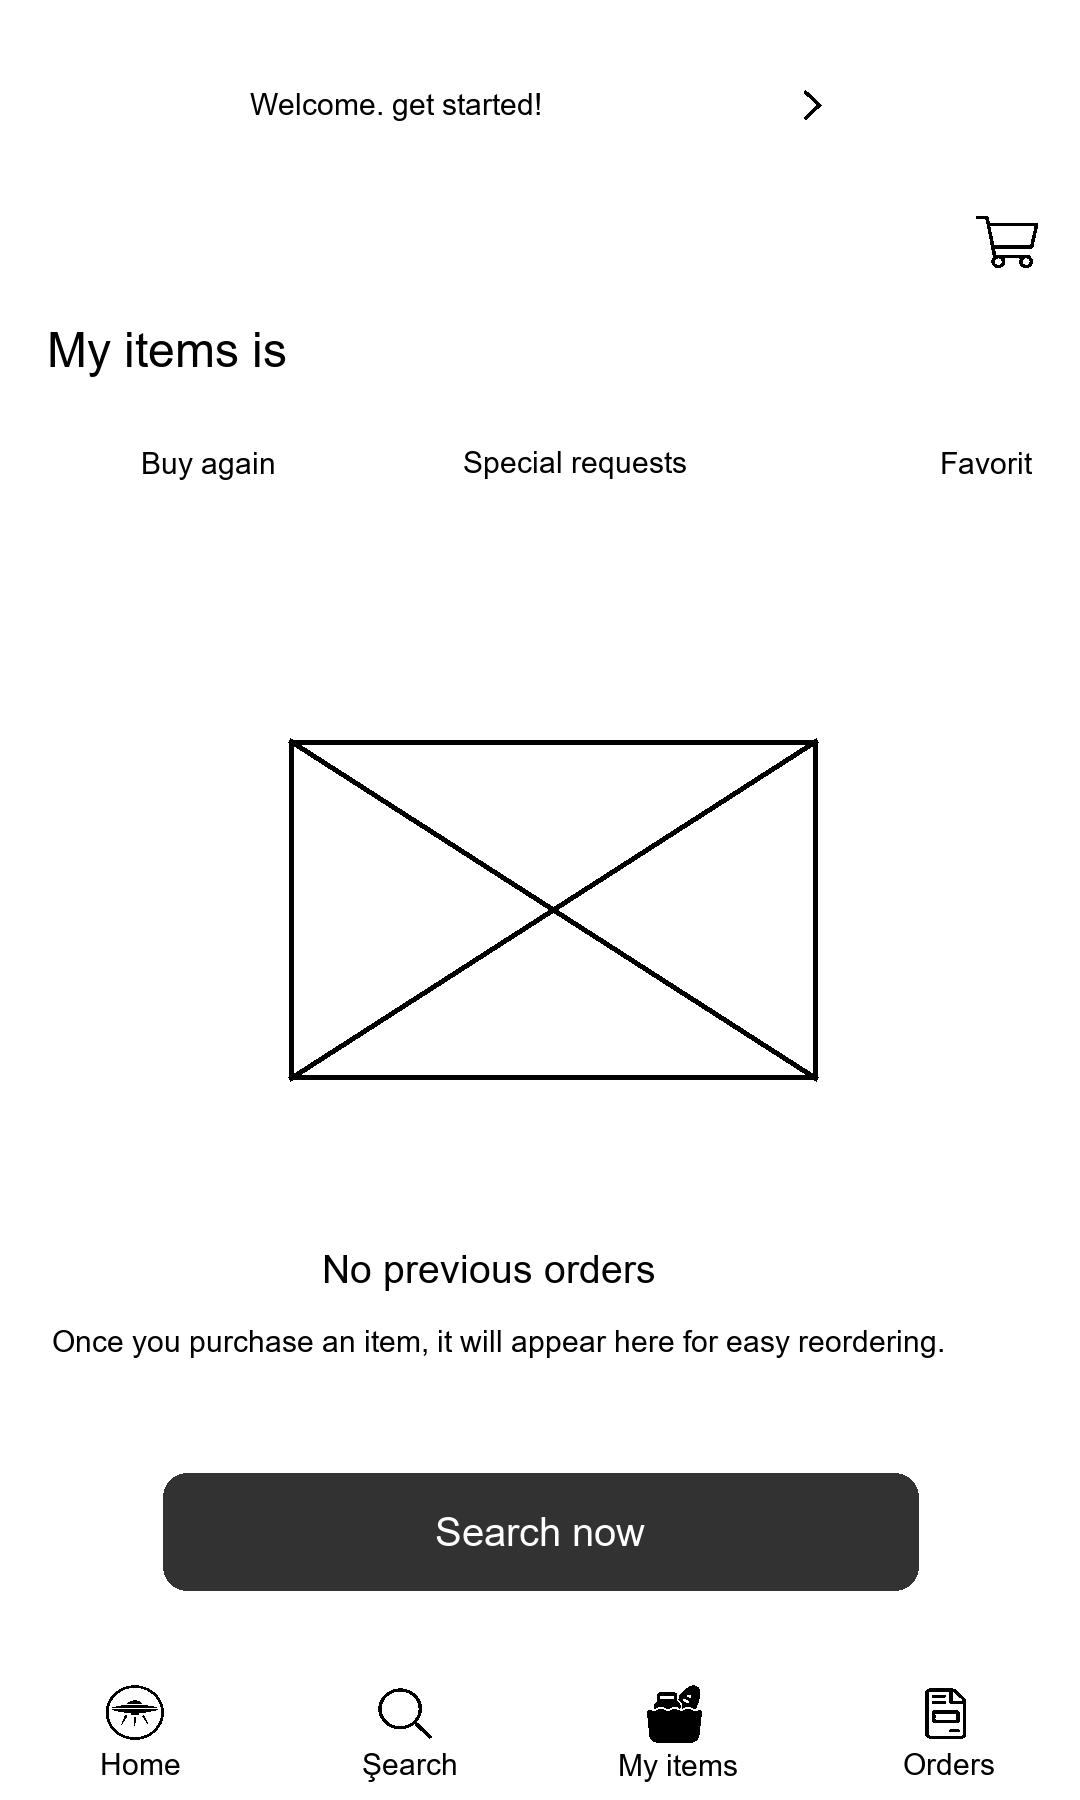 Welcome. get started!
My items is
Buy again Special requests Favorit
No previous orders
Once you purchase an item, it will appear here for easy reordering.
Search now
Home Şearch My items Orders